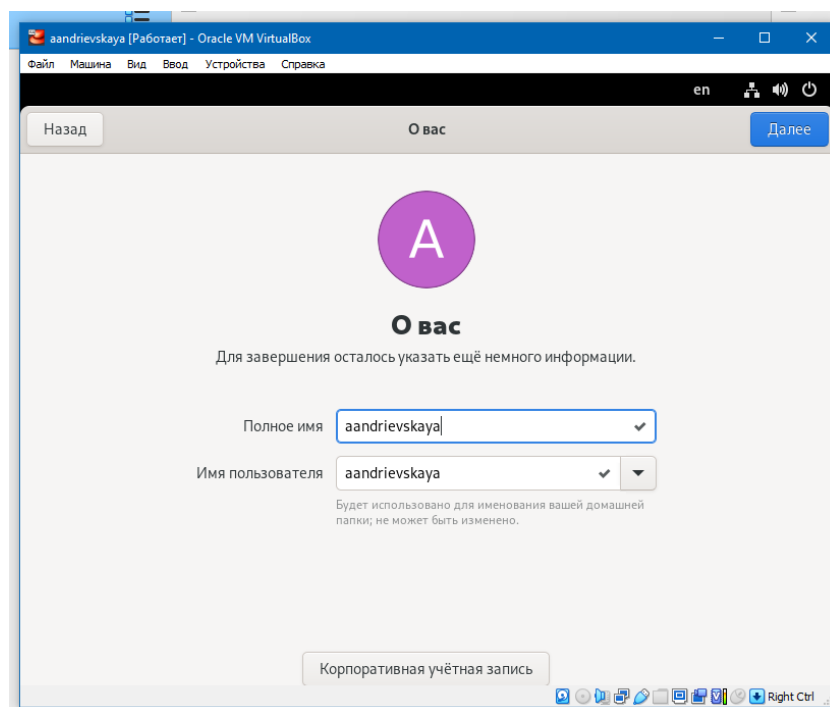 aandrievskaya [Работает] - Oracle VM VirtualBox
Файл Машина Вид Ввод Устройства Справка
en
Назад О вас Далее
A
О вас
Для завершения осталось указать ещё немного информации.
Полное имя aandrievskaya
Имя пользователя aandrievskaya
Будет использовано для именования вашей домашней
папки; не может быть изменено.
Корпоративная учётная запись
Right Ctrl